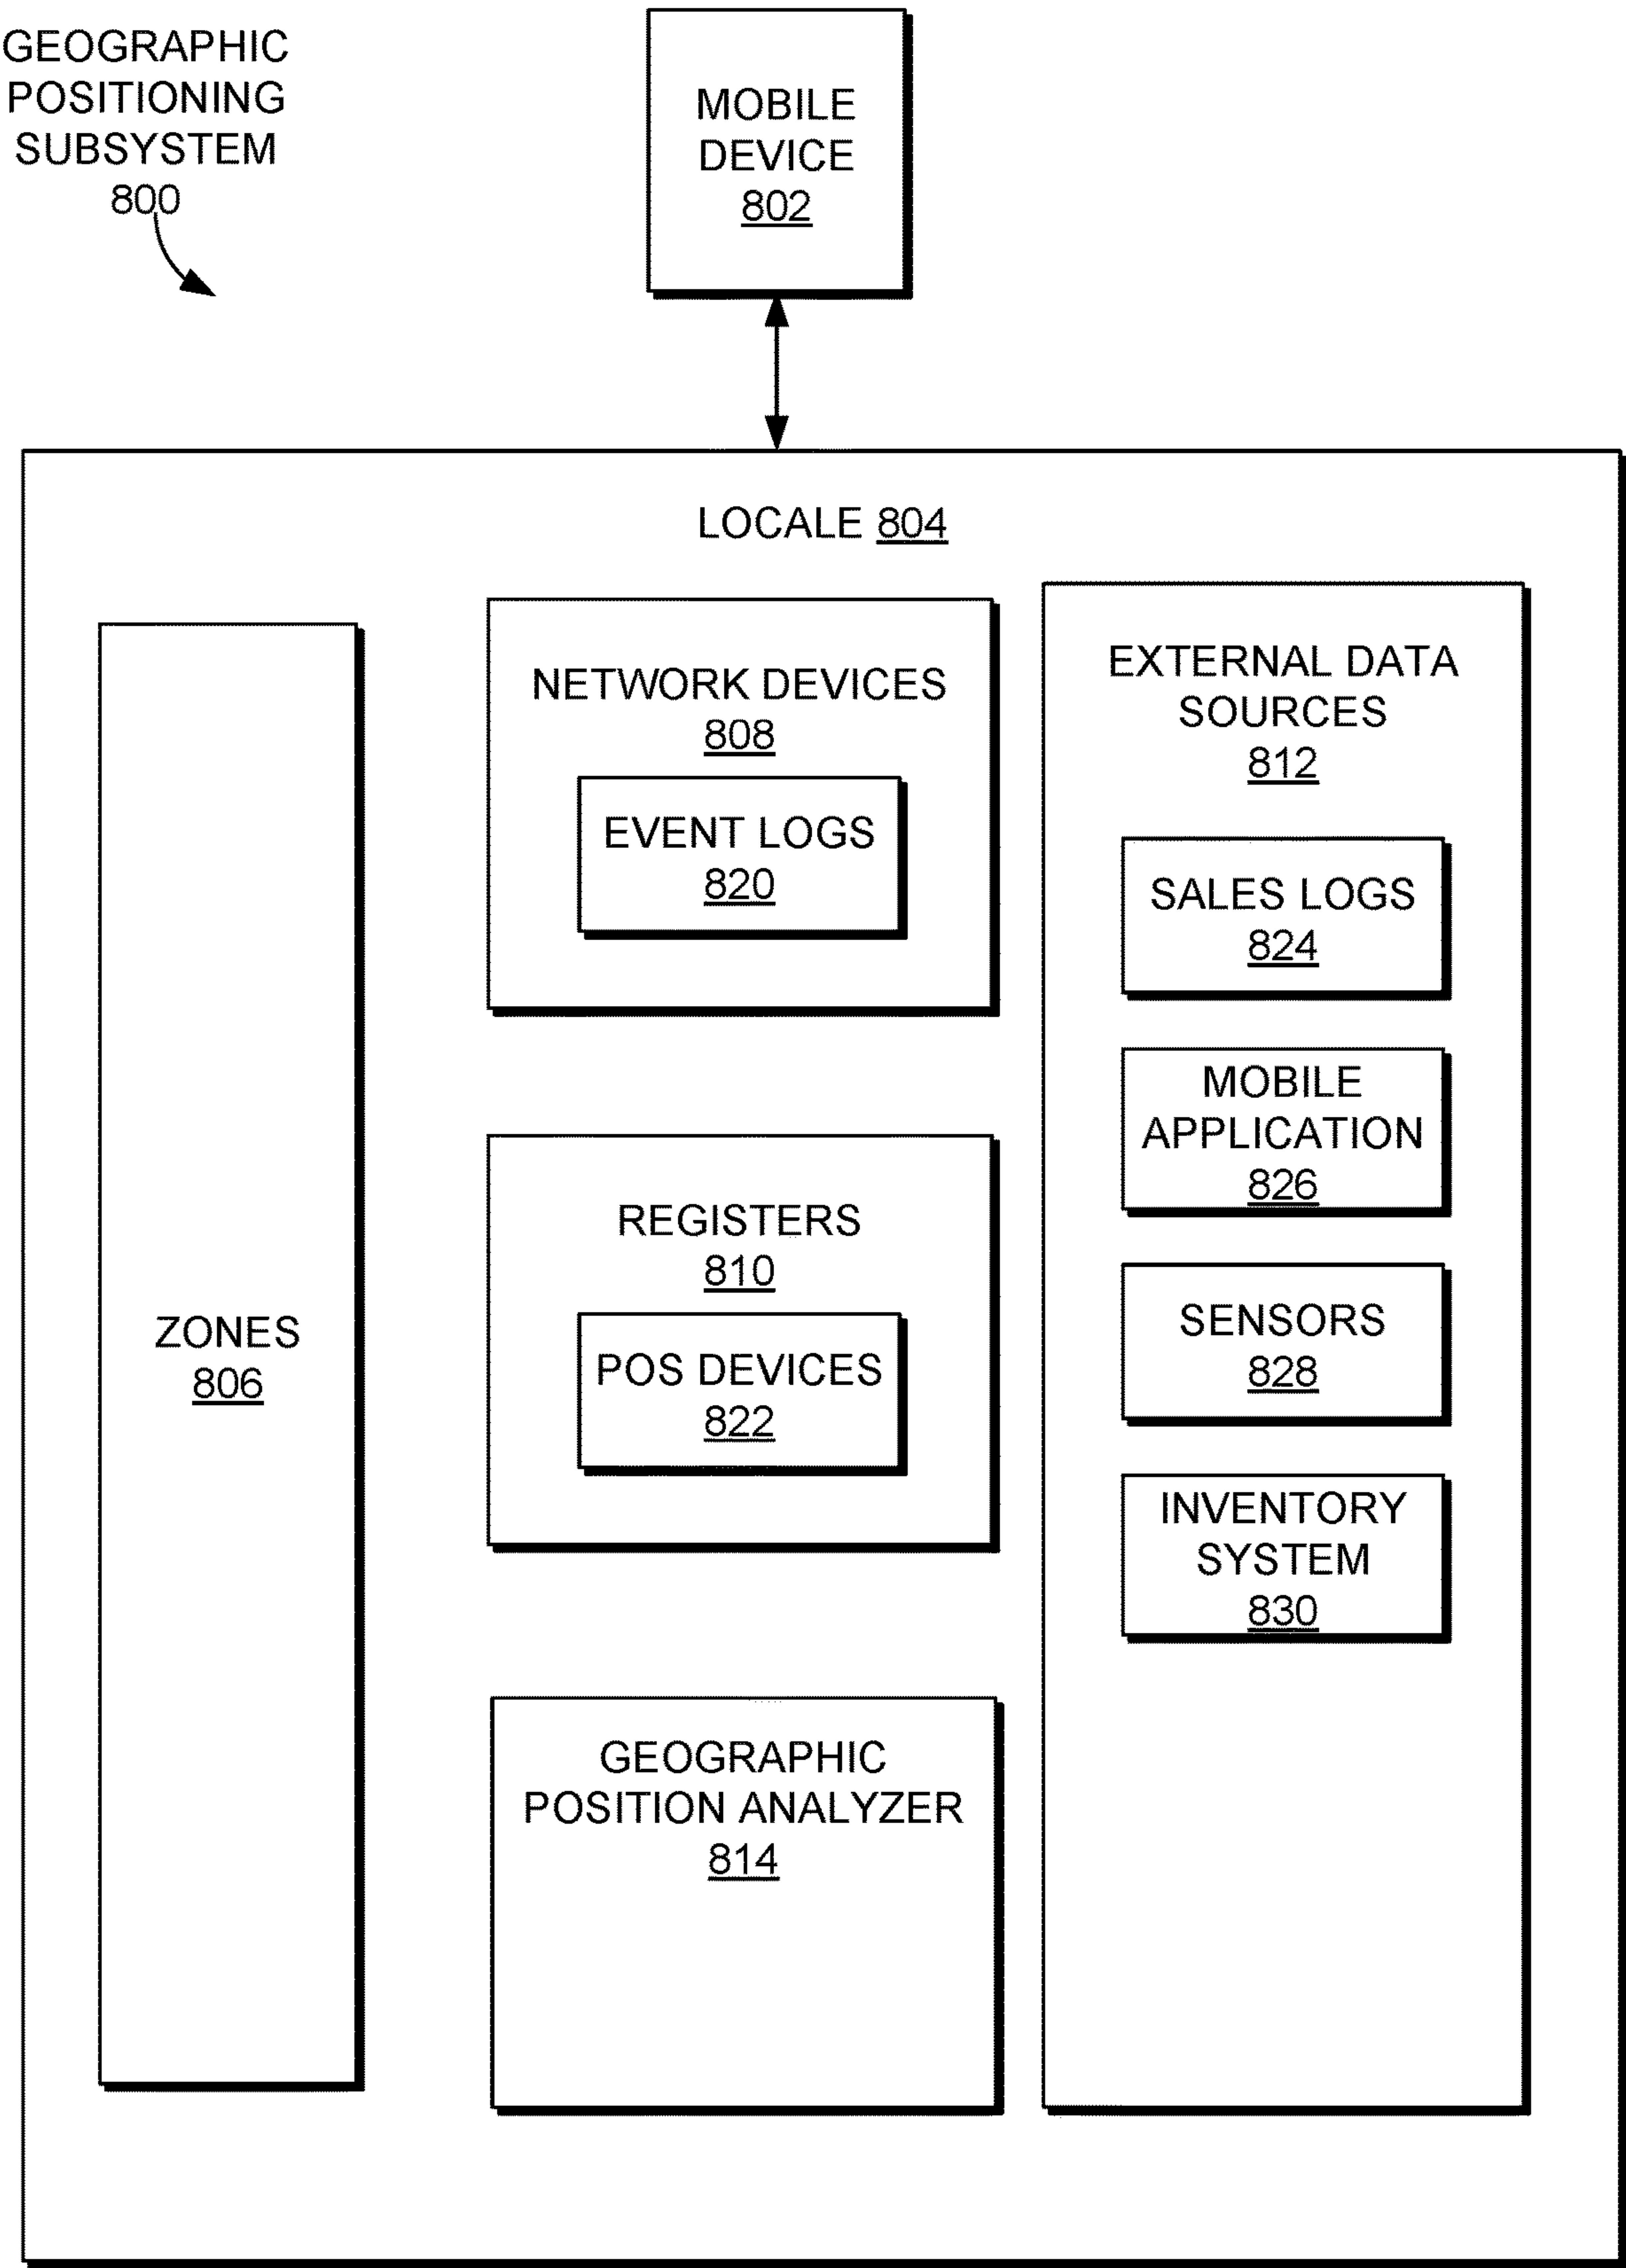 GEOGRAPHIC
POSITIONING
SUBSYSTEM
800
MOBILE
DEVICE
802
LOCALE 804
ZONES
806
NETWORK DEVICES
808
EVENT LOGS
820
REGISTERS
810
POS DEVICES
822
GEOGRAPHIC
POSITION ANALYZER
814
EXTERNAL DATA
SOURCES
812
SALES LOGS
824
MOBILE
APPLICATION
826
SENSORS
828
INVENTORY
SYSTEM
830